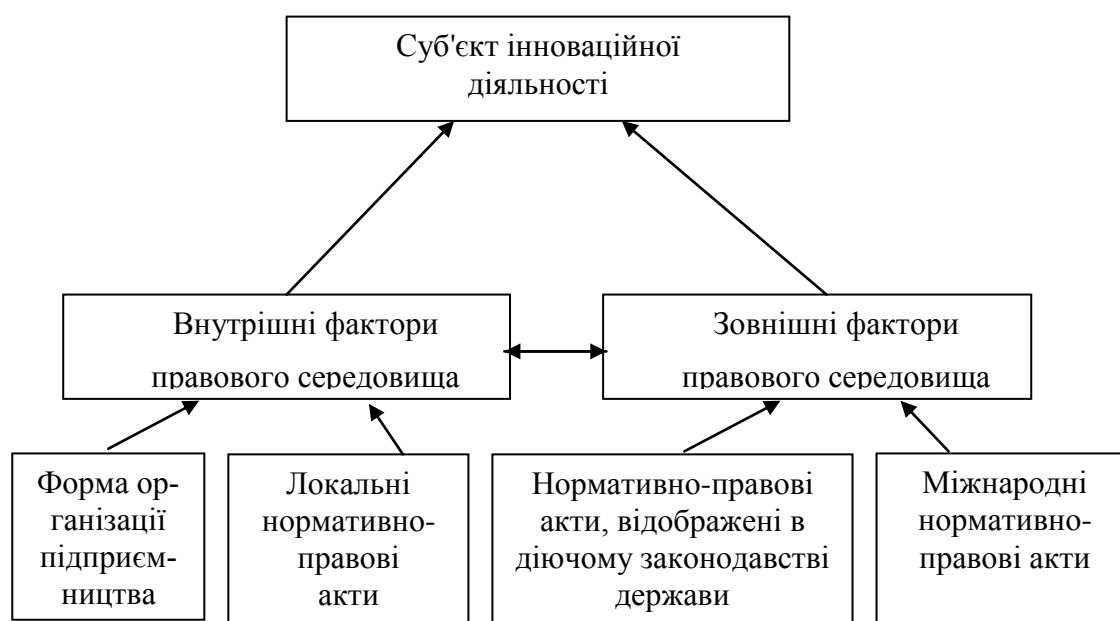 Суб'єкт інноваційної
діяльності
Внутрішні фактори
правового середовища
Зовнішні фактори
правового середовища
Форма ор-
ганізації
підприєм-
ництва
Локальні
нормативно-
правові
акти
Нормативно-правові
акти, відображені в
діючому законодавстві
держави
Міжнародні
нормативно-
правові акти